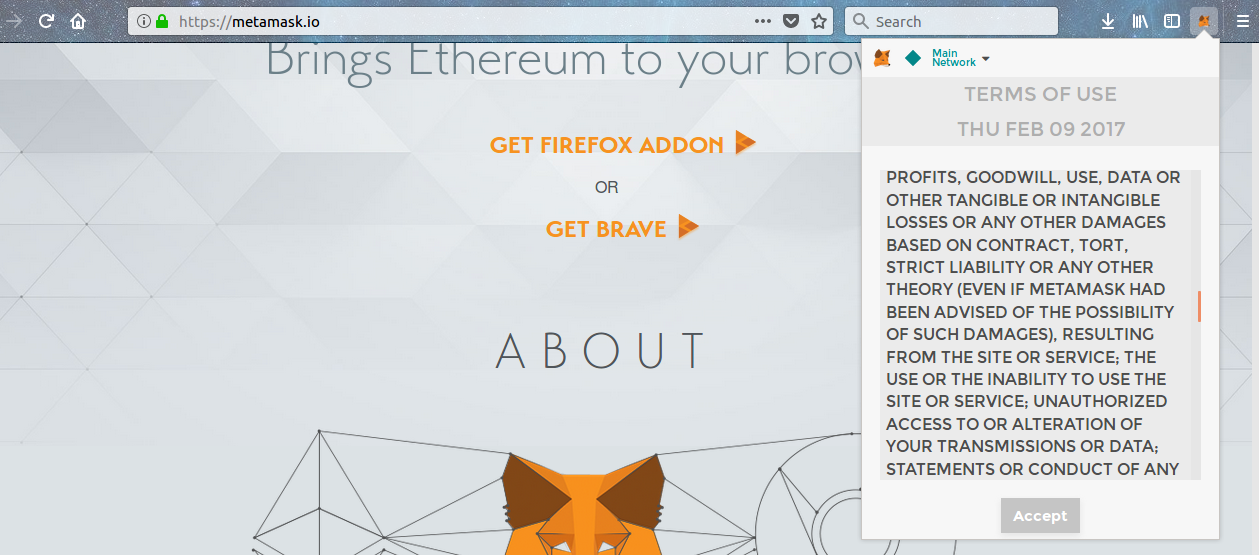 https://metamask.io
Search
Brings Ethereum to your brow
GET FIREFOX ADDON
OR
GET BRAVE
ABOUT
Main
Network
TERMS OF USE
THU FEB 09 2017
PROFITS, GOODWILL, USE, DATA OR
OTHER TANGIBLE OR INTANGIBLE
LOSSES OR ANY OTHER DAMAGES
BASED ON CONTRACT, TORT,
STRICT LIABILITY OR ANY OTHER
THEORY (EVEN IF METAMASK HAD
BEEN ADVISED OF THE POSSIBILITY
OF SUCH DAMAGES), RESULTING
FROM THE SITE OR SERVICE; THE
USE OR THE INABILITY TO USE THE
SITE OR SERVICE; UNAUTHORIZED
ACCESS TO OR ALTERATION OF
YOUR TRANSMISSIONS OR DATA;
STATEMENTS OR CONDUCT OF ANY
Accept